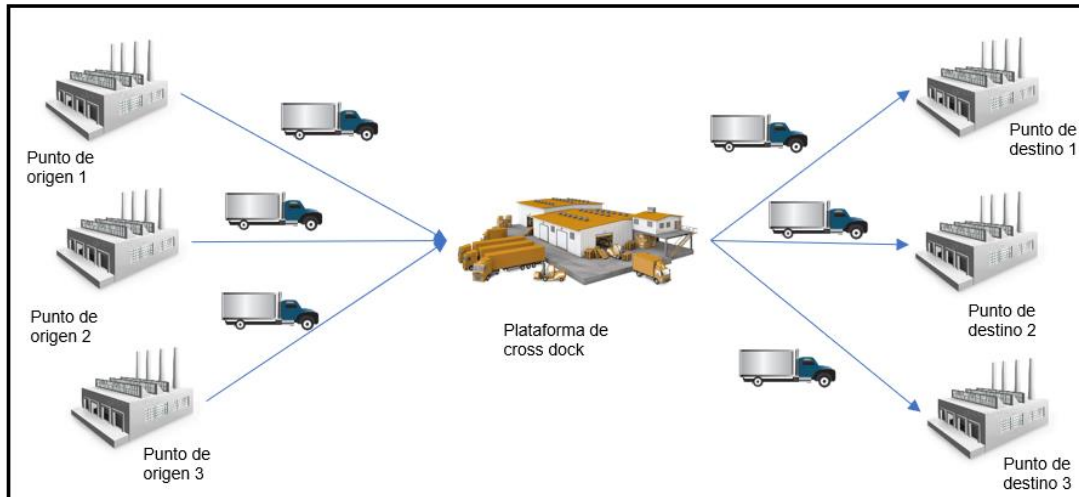 Punto de
origen 1
Punto de
origen 2
Punto de
origen 3
Plataforma de
cross dock
Punto de
destino 1
Punto de
destino 2
Punto de
destino 3